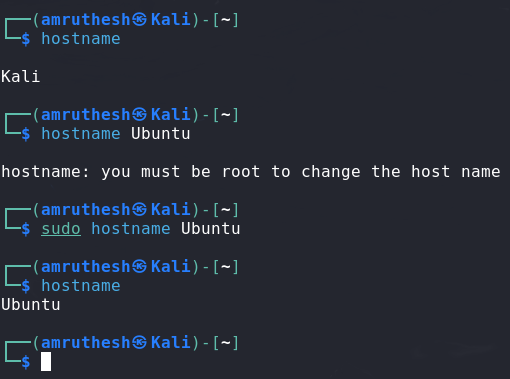 ┌──(amruthesh㉿Kali)-[~]
└─$ hostname
Kali
┌──(amruthesh㉿Kali)-[~]
└─$ hostname Ubuntu
hostname: you must be root to change the host name
┌──(amruthesh㉿Kali)-[~]
└─$ sudo hostname Ubuntu
┌──(amruthesh㉿Kali)-[~]
└─$ hostname
Ubuntu
┌──(amruthesh㉿Kali)-[~]
└─$